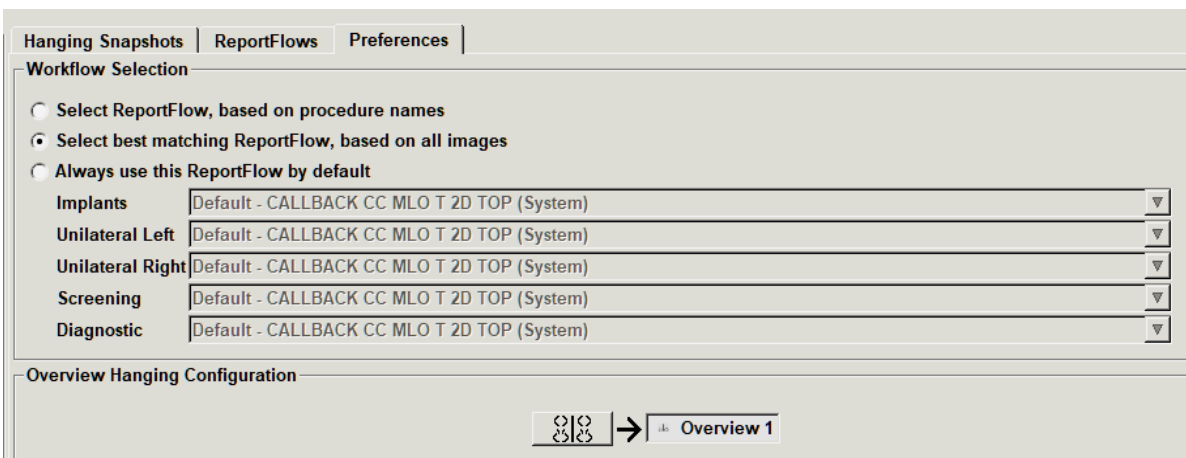 Hanging Snapshots ReportFlows Preferences
Workflow Selection
Select ReportFlow, based on procedure names
Select best matching ReportFlow, based on all images
Always use this ReportFlow by default
Implants Default - CALLBACK CC MLO T 2D TOP (System)
Unilateral Left Default - CALLBACK CC MLO T 2D TOP (System)
Unilateral Right Default - CALLBACK CC MLO T 2D TOP (System)
Screening Default - CALLBACK CC MLO T 2D TOP (System)
Diagnostic Default - CALLBACK CC MLO T 2D TOP (System)
Overview Hanging Configuration
Overview 1